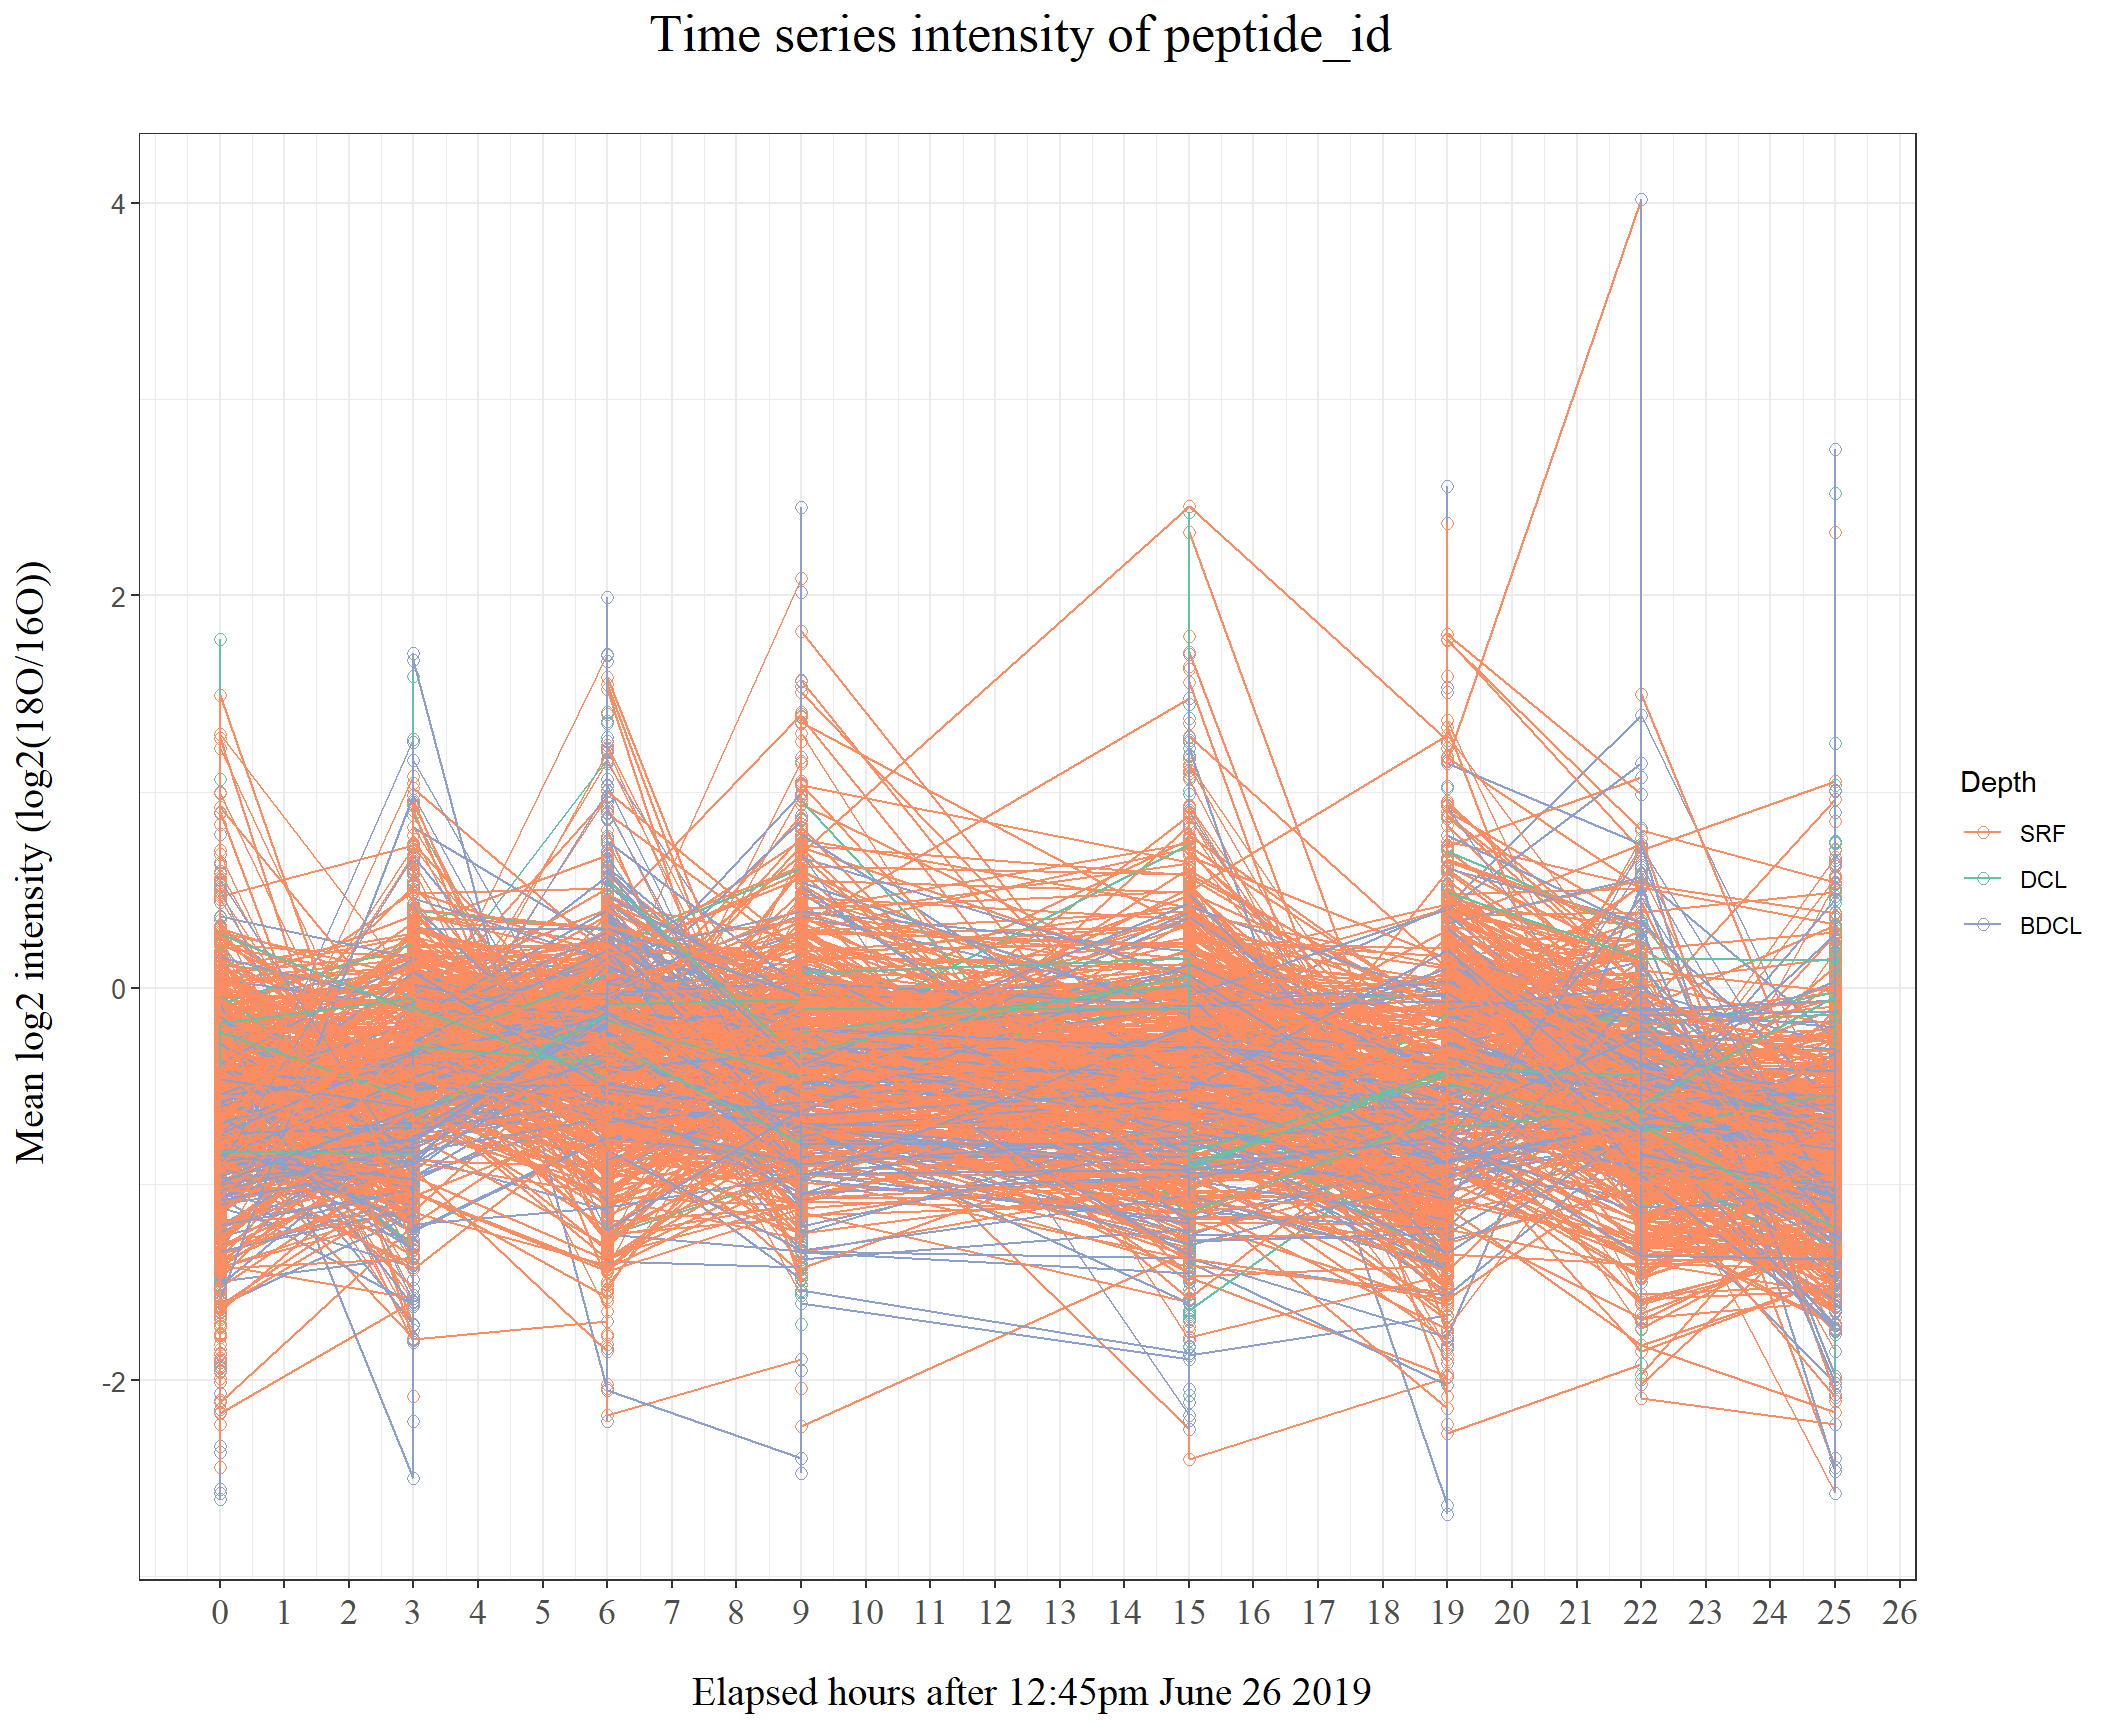 Time series intensity of peptide_id
Mean log2 intensity (log2(18O/16O))
4
2
0
-2
0 1 2 3 4 5 6 7 8 9 10 11 12 13 14 15 16 17 18 19 20 21 22 23 24 25 26
Elapsed hours after 12:45pm June 26 2019
Depth
SRF
DCL
BDCL